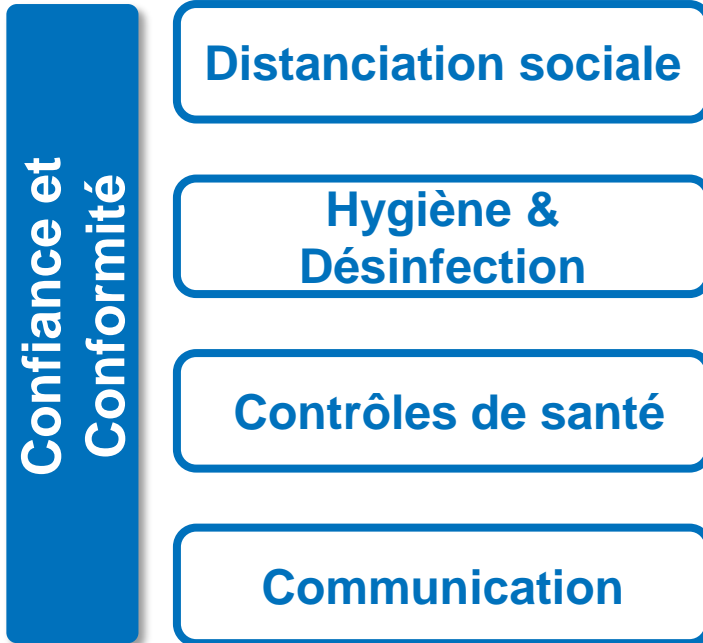 Confiance et
Conformité
Distanciation sociale
Hygiène &
Désinfection
Contrôles de santé
Communication